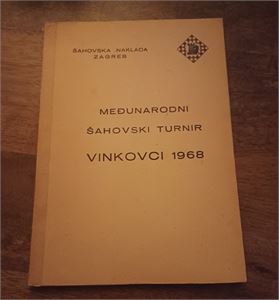 ŠAHOVSKA NAKLADA
ZAGREB
MEĐUNARODNI
ŠAHOVSKI TURNIR
VINKOVCI 1968